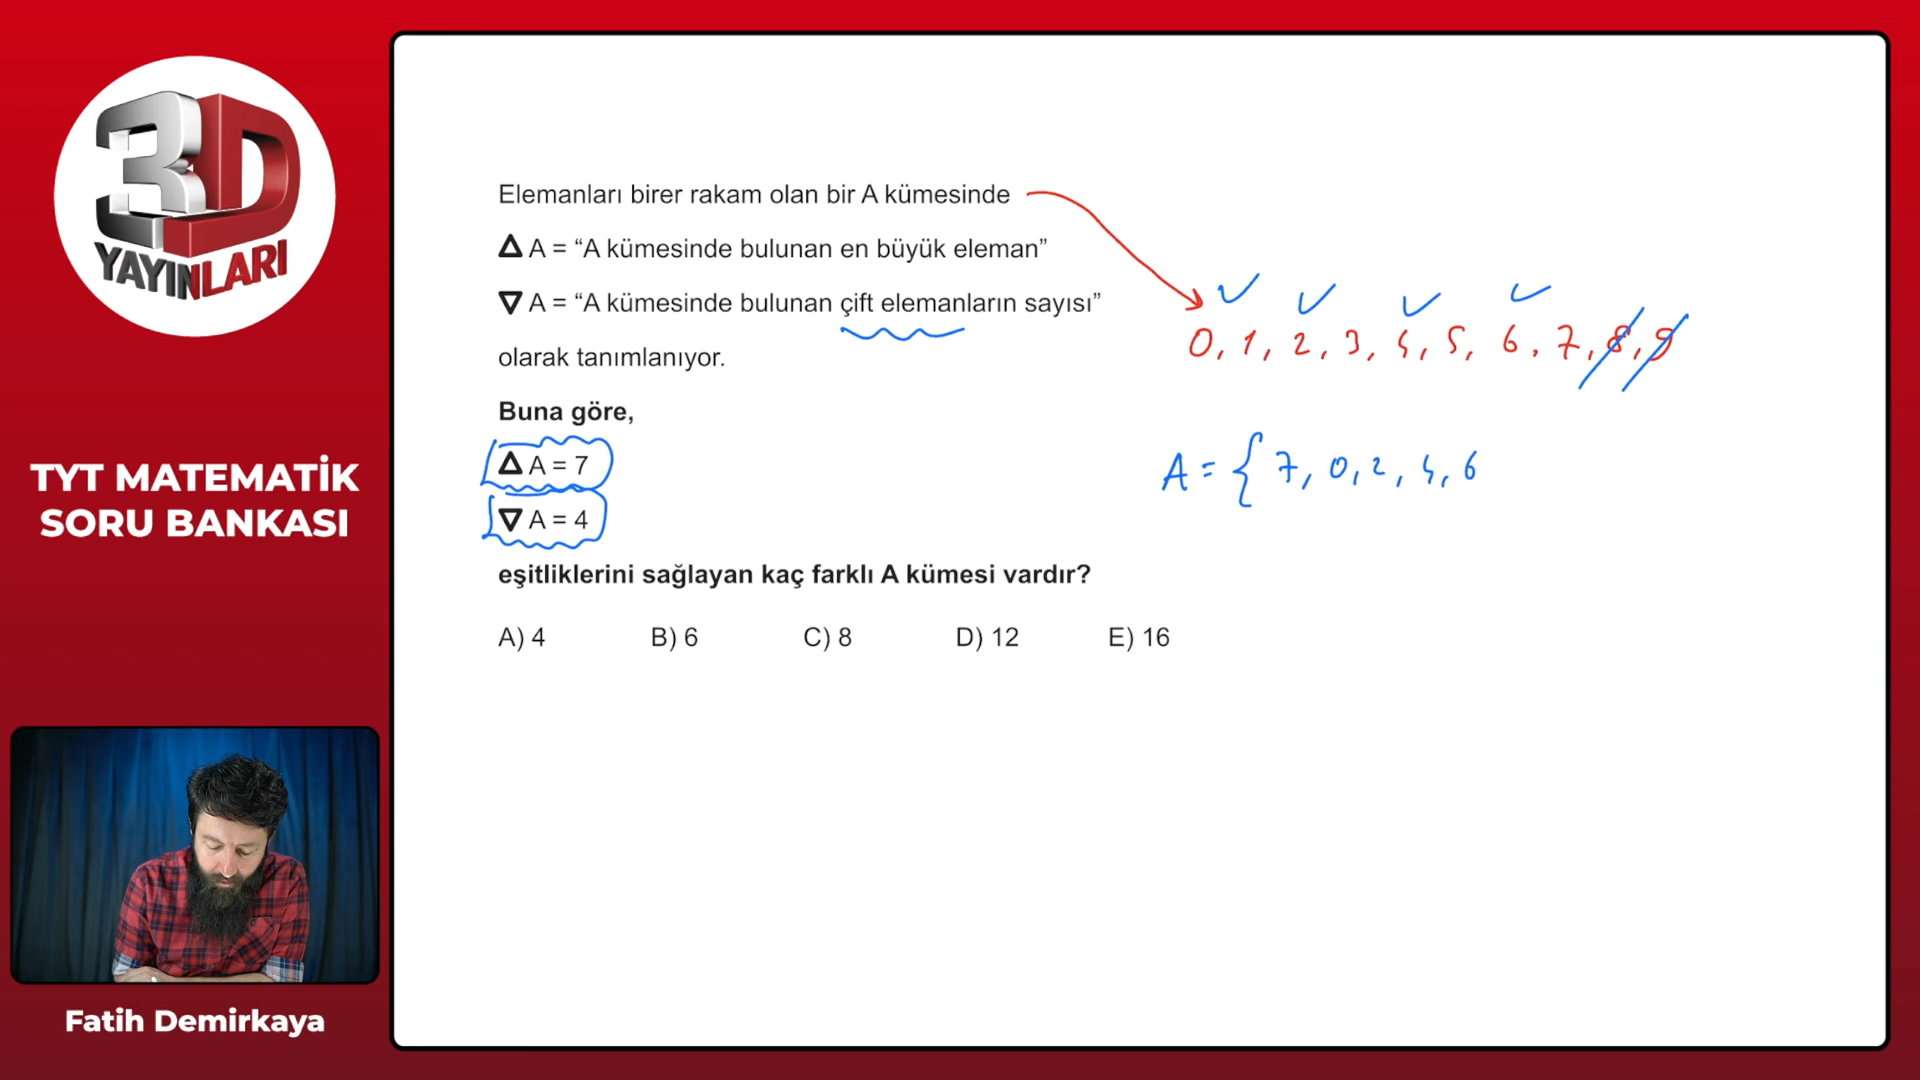 3D
YAYINLARI
TYT MATEMATİK
SORU BANKASI
Fatih Demirkaya
Elemanları birer rakam olan bir A kümesinde
△ A = “A kümesinde bulunan en büyük eleman”
▽ A = “A kümesinde bulunan çift elemanların sayısı”
olarak tanımlanıyor.
Buna göre,
△ A = 7
▽ A = 4
eşitliklerini sağlayan kaç farklı A kümesi vardır?
A) 4 B) 6 C) 8 D) 12 E) 16
0, 1, 2, 3, 4, 5, 6, 7, 8, 9
A = { 7, 0, 2, 4, 6